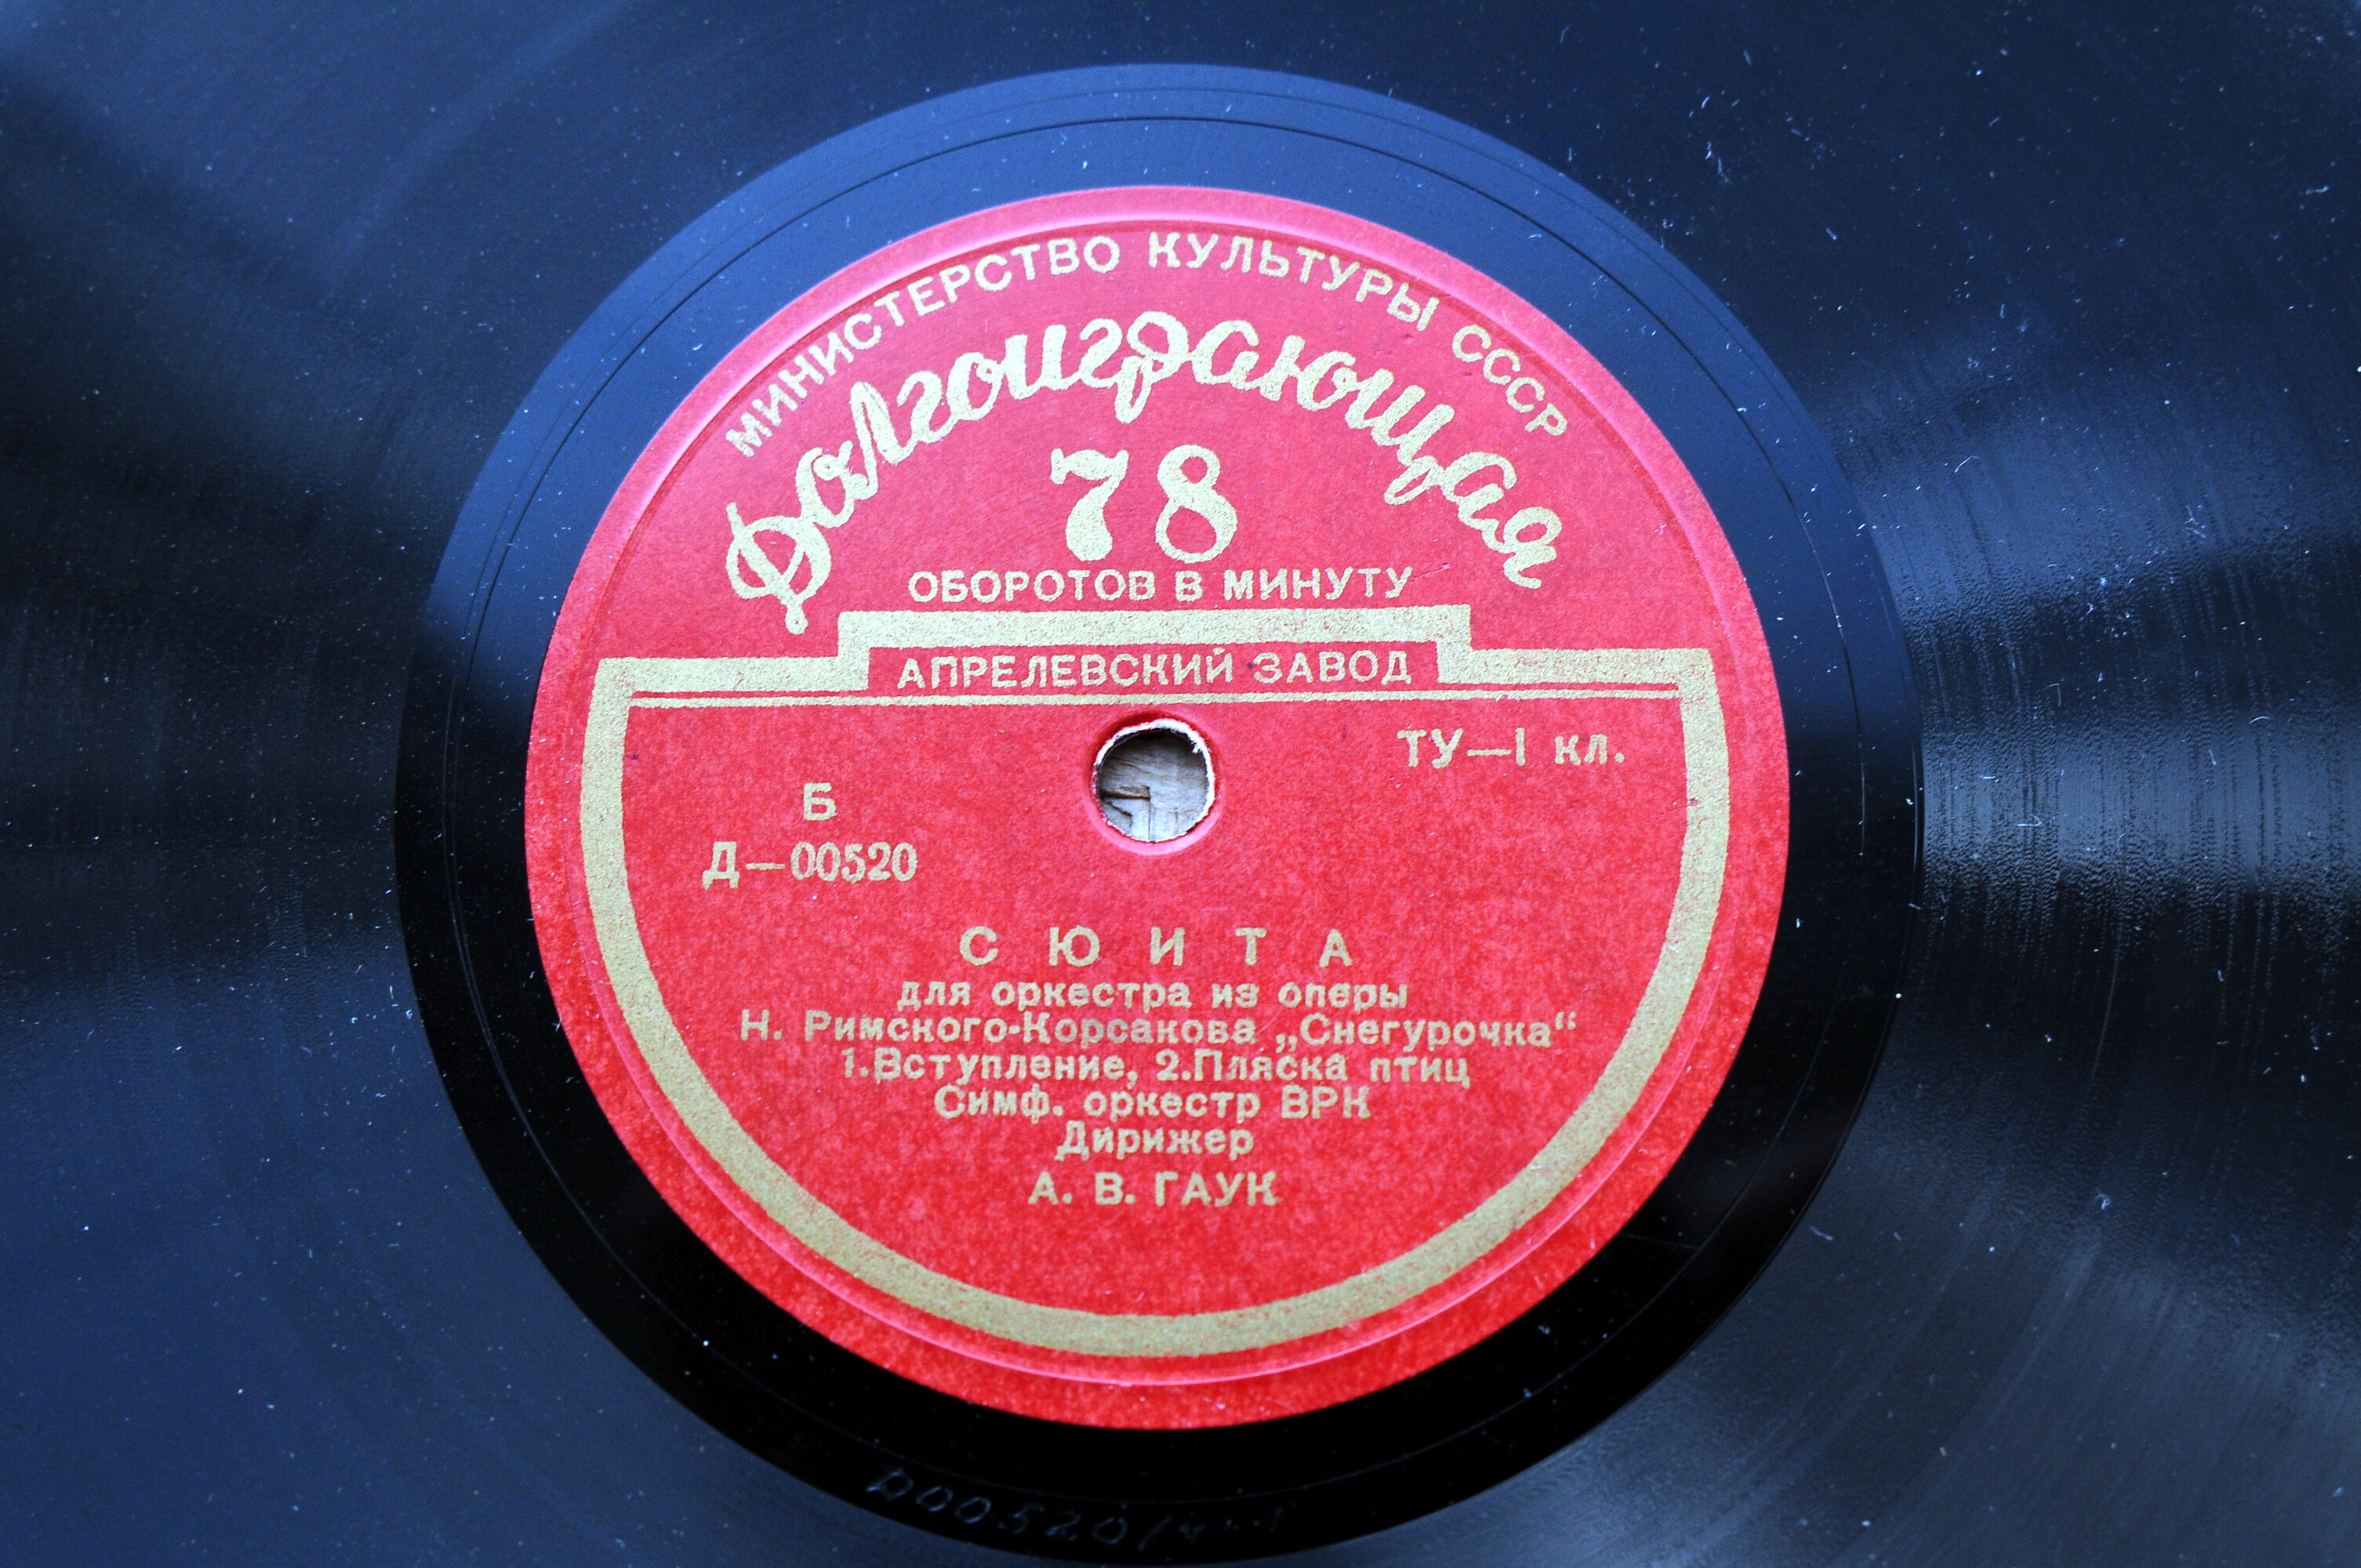 МИНИСТЕРСТВО КУЛЬТУРЫ СССР
Долгоиграющая
78
ОБОРОТОВ В МИНУТУ
АПРЕЛЕВСКИЙ ЗАВОД
ТУ—I кл.
Б
Д—00520
СЮИТА
для оркестра из оперы
Н. Римского-Корсакова „Снегурочка“
1.Вступление, 2.Пляска птиц
Симф. оркестр ВРК
Дирижер
А. В. ГАУК